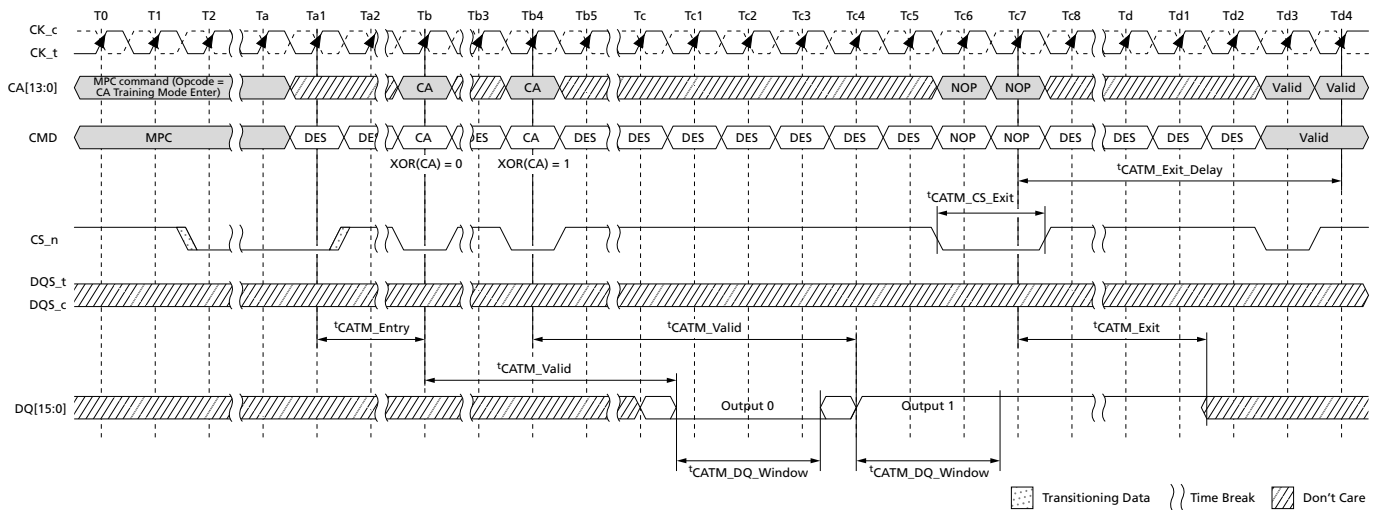 T0 T1 T2 Ta Ta1 Ta2 Tb Tb3 Tb4 Tb5 Tc Tc1 Tc2 Tc3 Tc4 Tc5 Tc6 Tc7 Tc8 Td Td1 Td2 Td3 Td4
CK_c
CK_t
MPC command (Opcode =
CA Training Mode Enter)
CA[13:0] CA CA NOP NOP Valid Valid
CMD MPC DES DES CA DES CA DES DES DES DES DES DES DES NOP NOP DES DES DES DES Valid
XOR(CA) = 0 XOR(CA) = 1
tCATM_Exit_Delay
tCATM_CS_Exit
CS_n
DQS_t
DQS_c
tCATM_Entry tCATM_Valid tCATM_Exit
tCATM_Valid
DQ[15:0] Output 0 Output 1
tCATM_DQ_Window tCATM_DQ_Window
Transitioning Data Time Break Don't Care